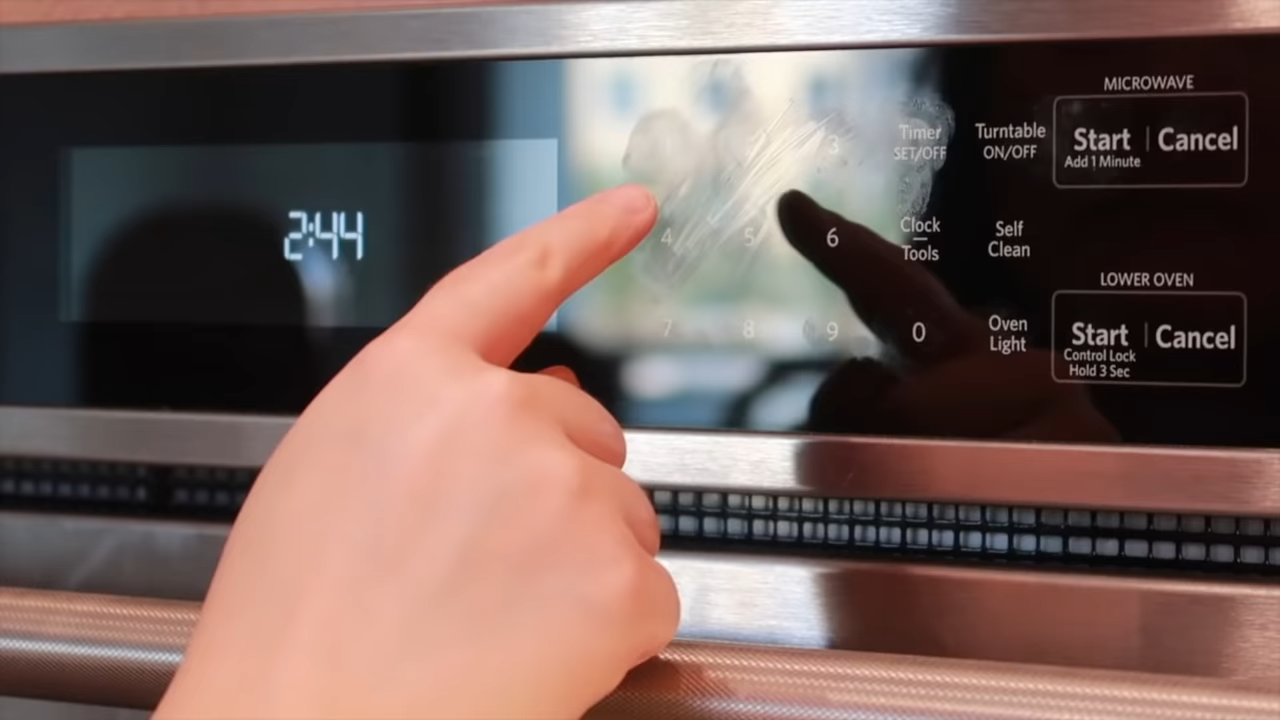 2:44
3
4 5 6
7 8 9 0
Timer
SET/OFF
Clock
Tools
Turntable
ON/OFF
Self
Clean
Oven
Light
MICROWAVE
Start | Cancel
Add 1 Minute
LOWER OVEN
Start | Cancel
Control Lock
Hold 3 Sec